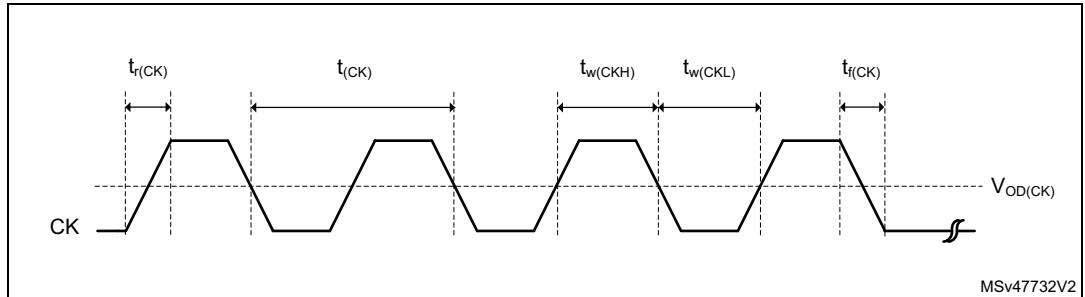 tr(CK) t(CK) tw(CKH) tw(CKL) tf(CK)
VOD(CK)
CK
MSv47732V2